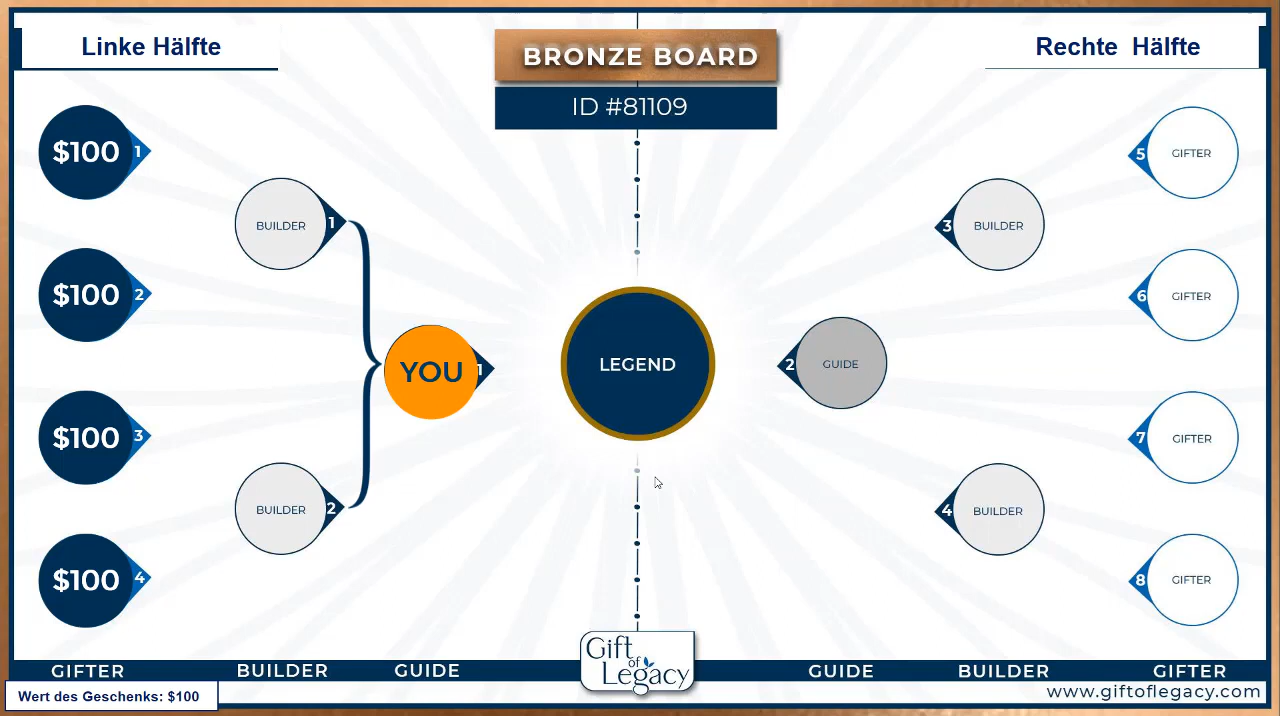 Linke Hälfte
BRONZE BOARD
Rechte Hälfte
ID #81109
$100 1
5 GIFTER
BUILDER 1
3 BUILDER
$100 2
6 GIFTER
YOU 1
LEGEND
2 GUIDE
$100 3
7 GIFTER
BUILDER 2
4 BUILDER
$100 4
8 GIFTER
Gift
of
Legacy
GIFTER BUILDER GUIDE
GUIDE BUILDER GIFTER
Wert des Geschenks: $100
www.giftoflegacy.com